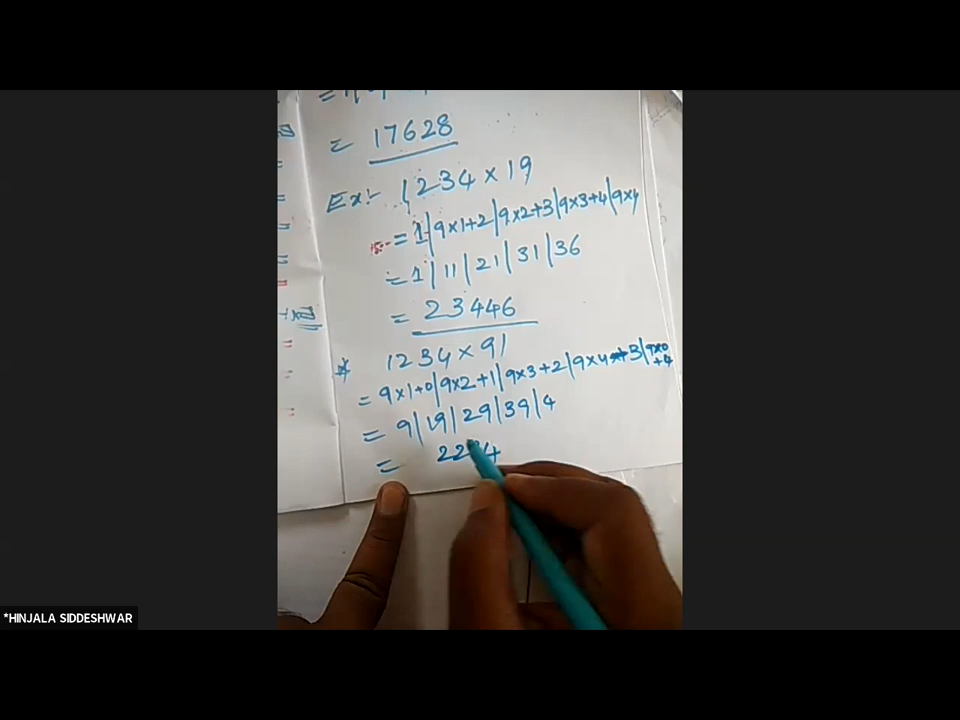 = 17628
Ex:- 1234 × 19
= 1|9×1+2|9×2+3|9×3+4|9×4
= 1|11|21|31|36
= 23446
* 1234 × 91
= 9×1+0|9×2+1|9×3+2|9×4+3|9×0+4
= 9|19|29|39|4
=
*HINJALA SIDDESHWAR